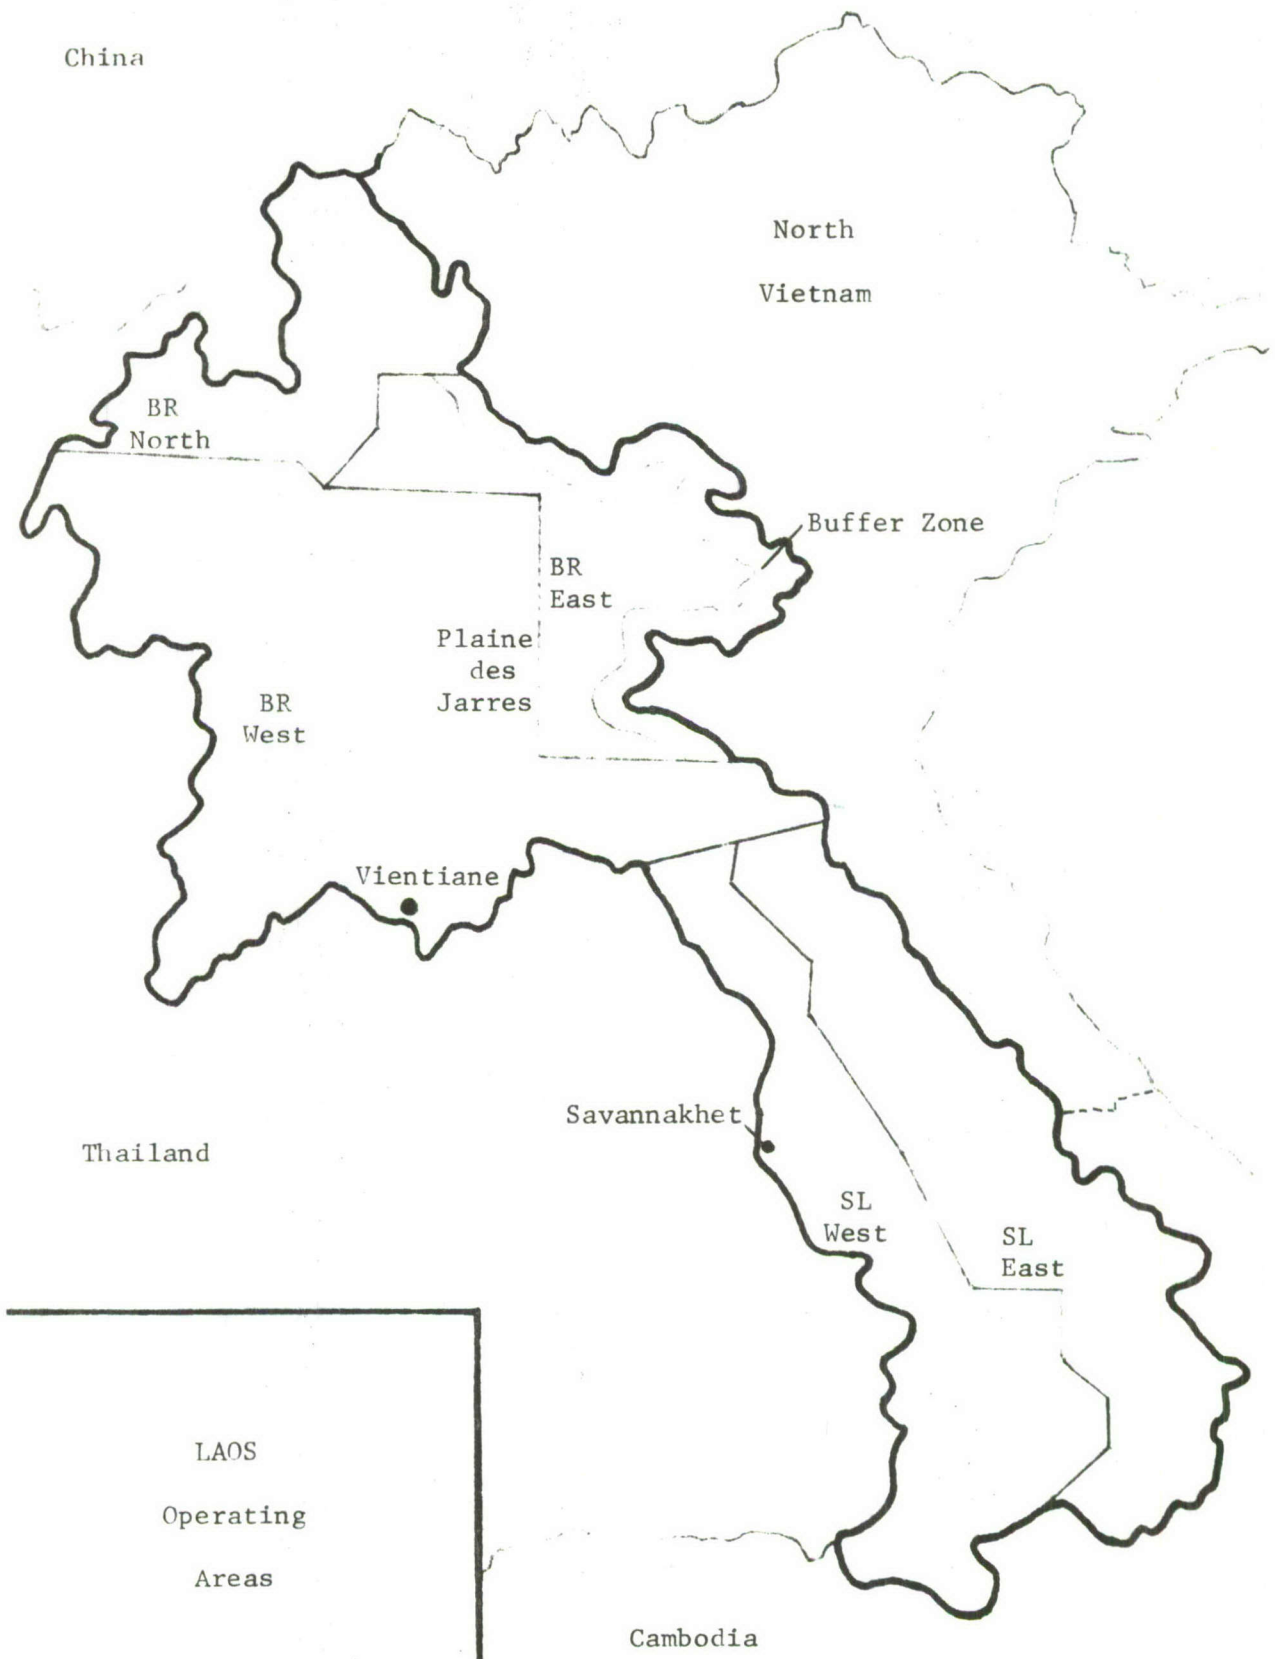 China
North
Vietnam
BR
North
Buffer Zone
BR
East
Plaine
des
Jarres
BR
West
Vientiane
Savannakhet
Thailand
SL
West
SL
East
LAOS
Operating
Areas
Cambodia